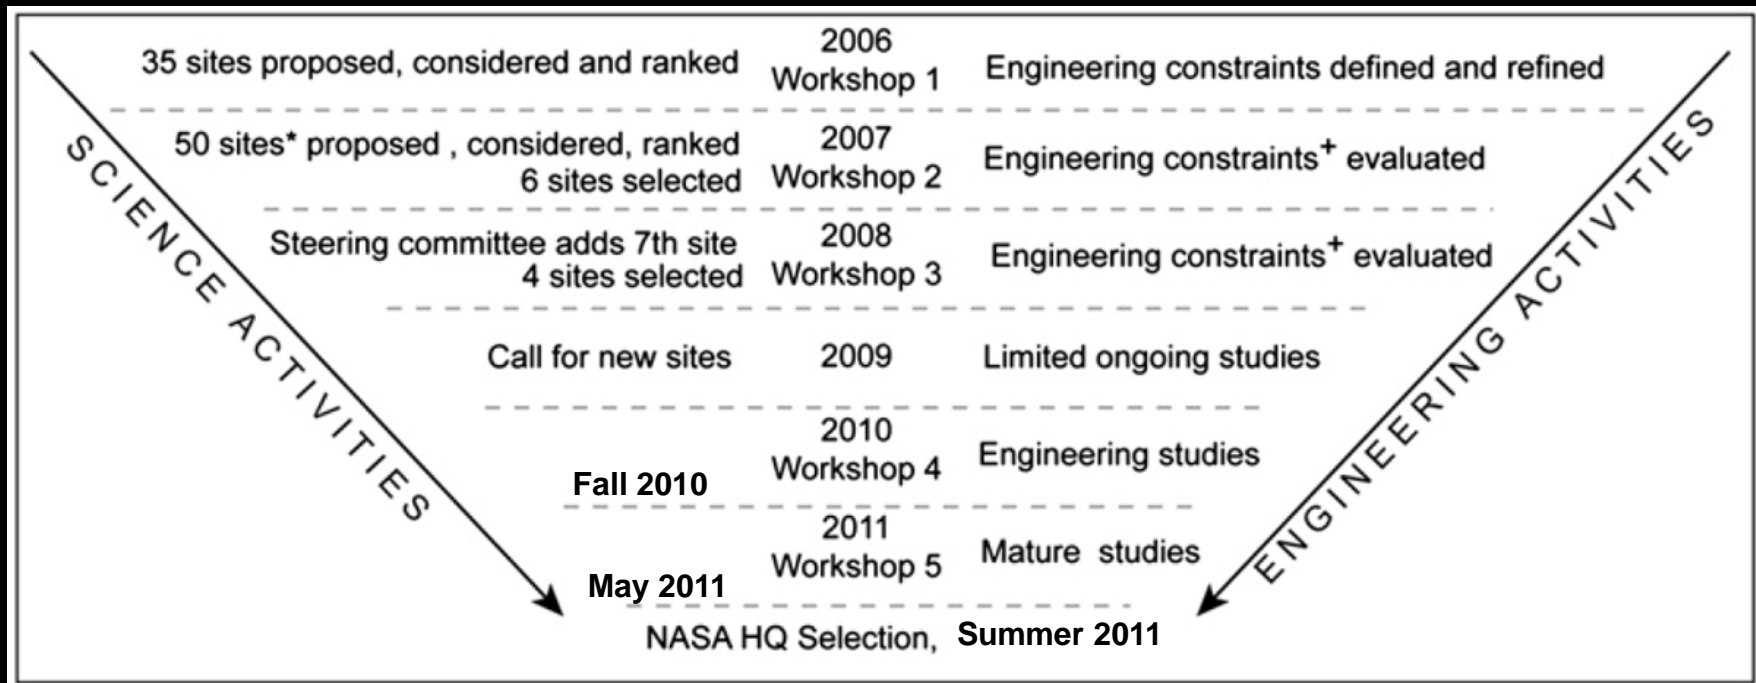 35 sites proposed, considered and ranked
2006
Workshop 1
Engineering constraints defined and refined
50 sites* proposed , considered, ranked
6 sites selected
2007
Workshop 2
Engineering constraints+ evaluated
Steering committee adds 7th site
4 sites selected
2008
Workshop 3
Engineering constraints+ evaluated
Call for new sites
2009
Limited ongoing studies
Fall 2010
2010
Workshop 4
Engineering studies
May 2011
2011
Workshop 5
Mature studies
NASA HQ Selection, Summer 2011
SCIENCE ACTIVITIES
ENGINEERING ACTIVITIES